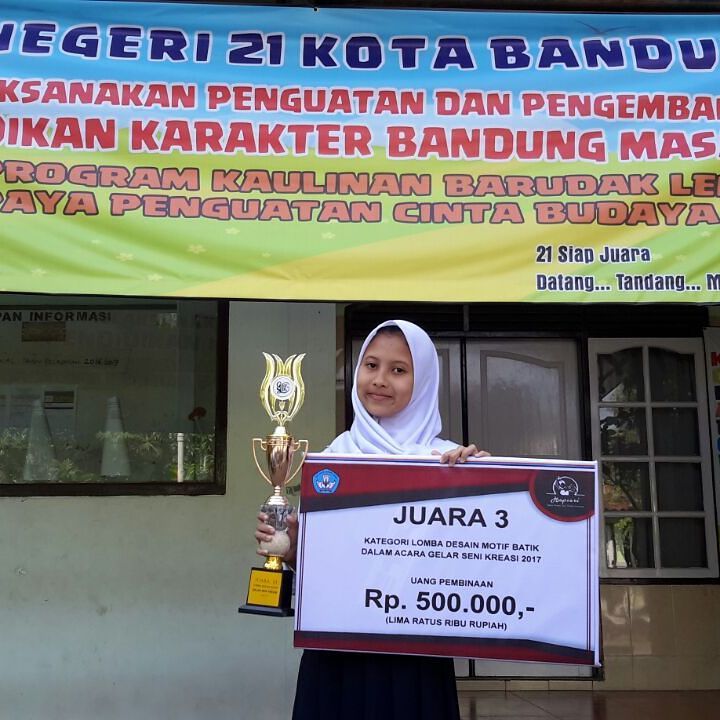 NEGERI 21 KOTA BANDU
KSANAKAN PENGUATAN DAN PENGEMBA
DIKAN KARAKTER BANDUNG MAS
PROGRAM KAULINAN BARUDAK LE
AYA PENGUATAN CINTA BUDAYA
21 Siap Juara
Datang... Tandang... M
PAN INFORMASI
JUARA 3
KATEGORI LOMBA DESAIN MOTIF BATIK
DALAM ACARA GELAR SENI KREASI 2017
UANG PEMBINAAN
Rp. 500.000,-
(LIMA RATUS RIBU RUPIAH)